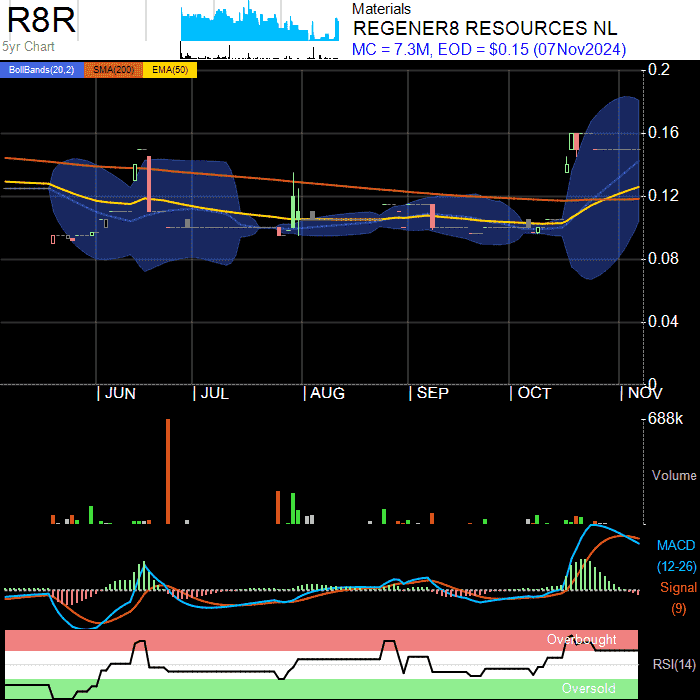 R8R
5yr Chart
Materials
REGENER8 RESOURCES NL
MC = 7.3M, EOD = $0.15 (07Nov2024)
BollBands(20,2) SMA(200) EMA(50)
0.2
0.16
0.12
0.08
0.04
0
JUN JUL AUG SEP OCT NOV
688k
Volume
MACD
(12-26)
Signal
(9)
Overbought
RSI(14)
Oversold